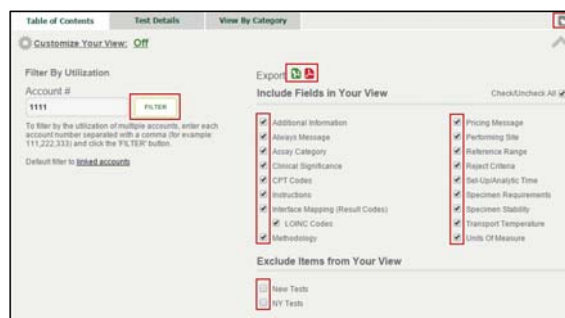 Table of Contents
Test Details
View By Category
Customize Your View: Off
Filter By Utilization
Account #
1111
FILTER
To filter by the utilization of multiple accounts, enter each
account number separated with a comma (for example
111,222,333) and click the 'FILTER' button.
Default filter to linked accounts
Export
Include Fields in Your View
Check/Uncheck All
Additional Information
Always Message
Assay Category
Clinical Significance
CPT Codes
Instructions
Interface Mapping (Result Codes)
LOINC Codes
Methodology
Pricing Message
Performing Site
Reference Range
Reject Criteria
Set-Up/Analytic Time
Specimen Requirements
Specimen Stability
Transport Temperature
Units Of Measure
Exclude Items from Your View
New Tests
NY Tests